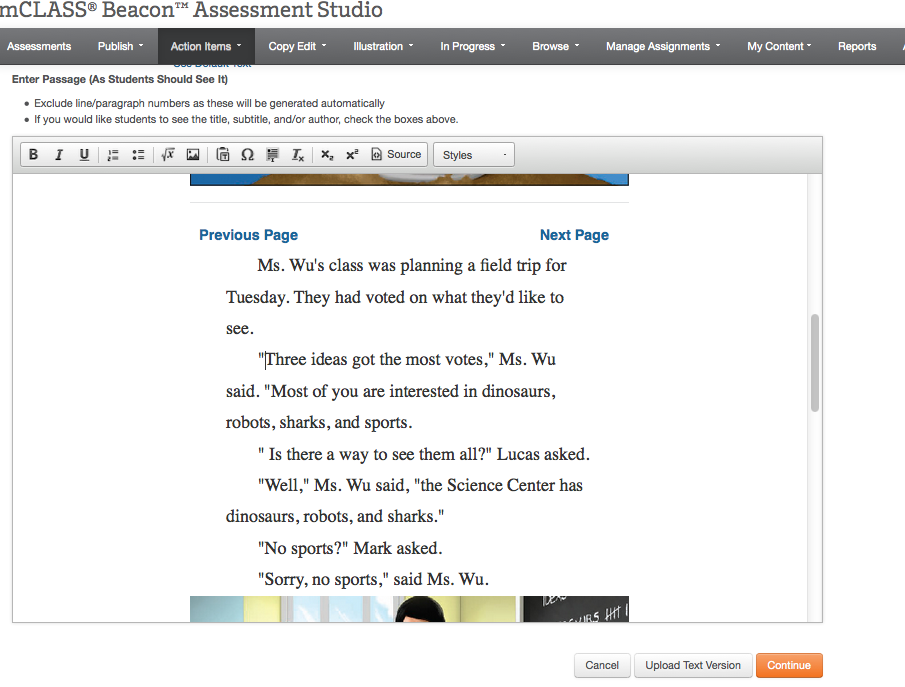 mCLASS® Beacon™ Assessment Studio
Assessments Publish Action Items Copy Edit Illustration In Progress Browse Manage Assignments My Content Reports
Use Default Text
Enter Passage (As Students Should See It)
Exclude line/paragraph numbers as these will be generated automatically
If you would like students to see the title, subtitle, and/or author, check the boxes above.
B I U Ω Source Styles
Previous Page Next Page
Ms. Wu's class was planning a field trip for
Tuesday. They had voted on what they'd like to
see.
"Three ideas got the most votes," Ms. Wu
said. "Most of you are interested in dinosaurs,
robots, sharks, and sports.
" Is there a way to see them all?" Lucas asked.
"Well," Ms. Wu said, "the Science Center has
dinosaurs, robots, and sharks."
"No sports?" Mark asked.
"Sorry, no sports," said Ms. Wu.
Cancel Upload Text Version Continue